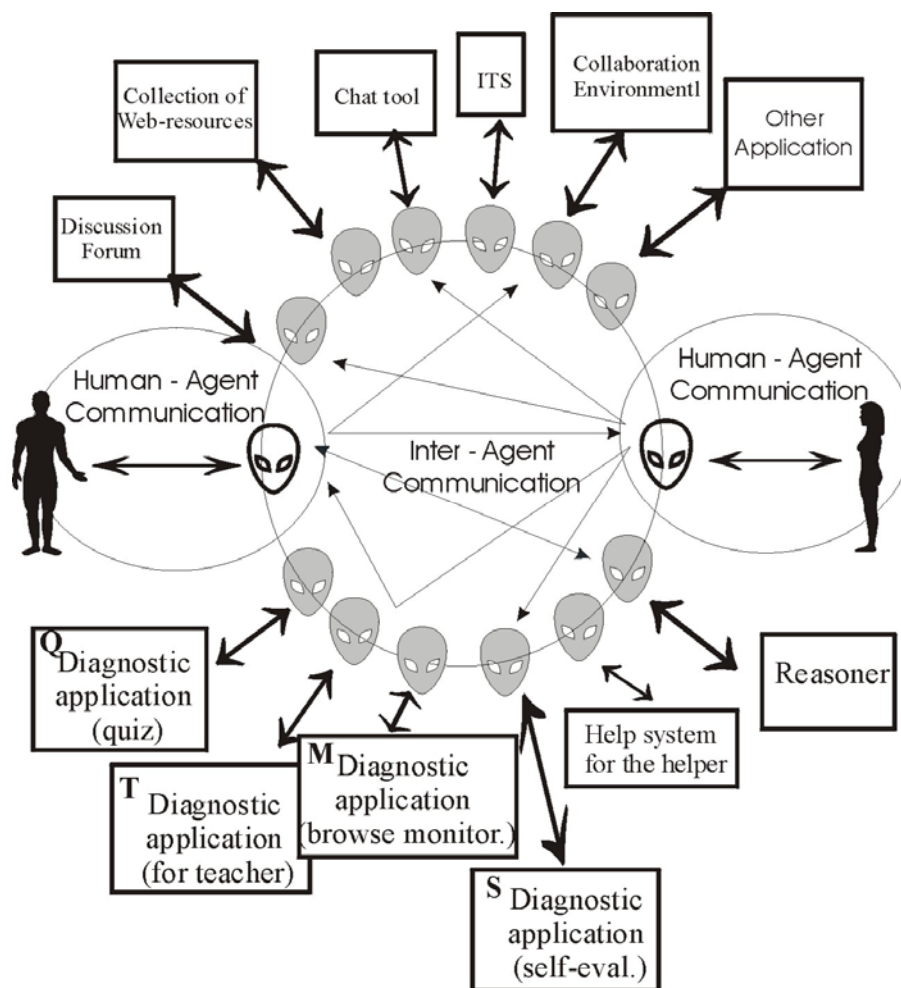 Collection of
Web-resources
Chat tool
ITS
Collaboration
Environmentl
Other
Application
Discussion
Forum
Human - Agent
Communication
Human - Agent
Communication
Inter - Agent
Communication
Q
Diagnostic
application
(quiz)
T
Diagnostic
application
(for teacher)
M
Diagnostic
application
(browse monitor.)
S
Diagnostic
application
(self-eval.)
Help system
for the helper
Reasoner